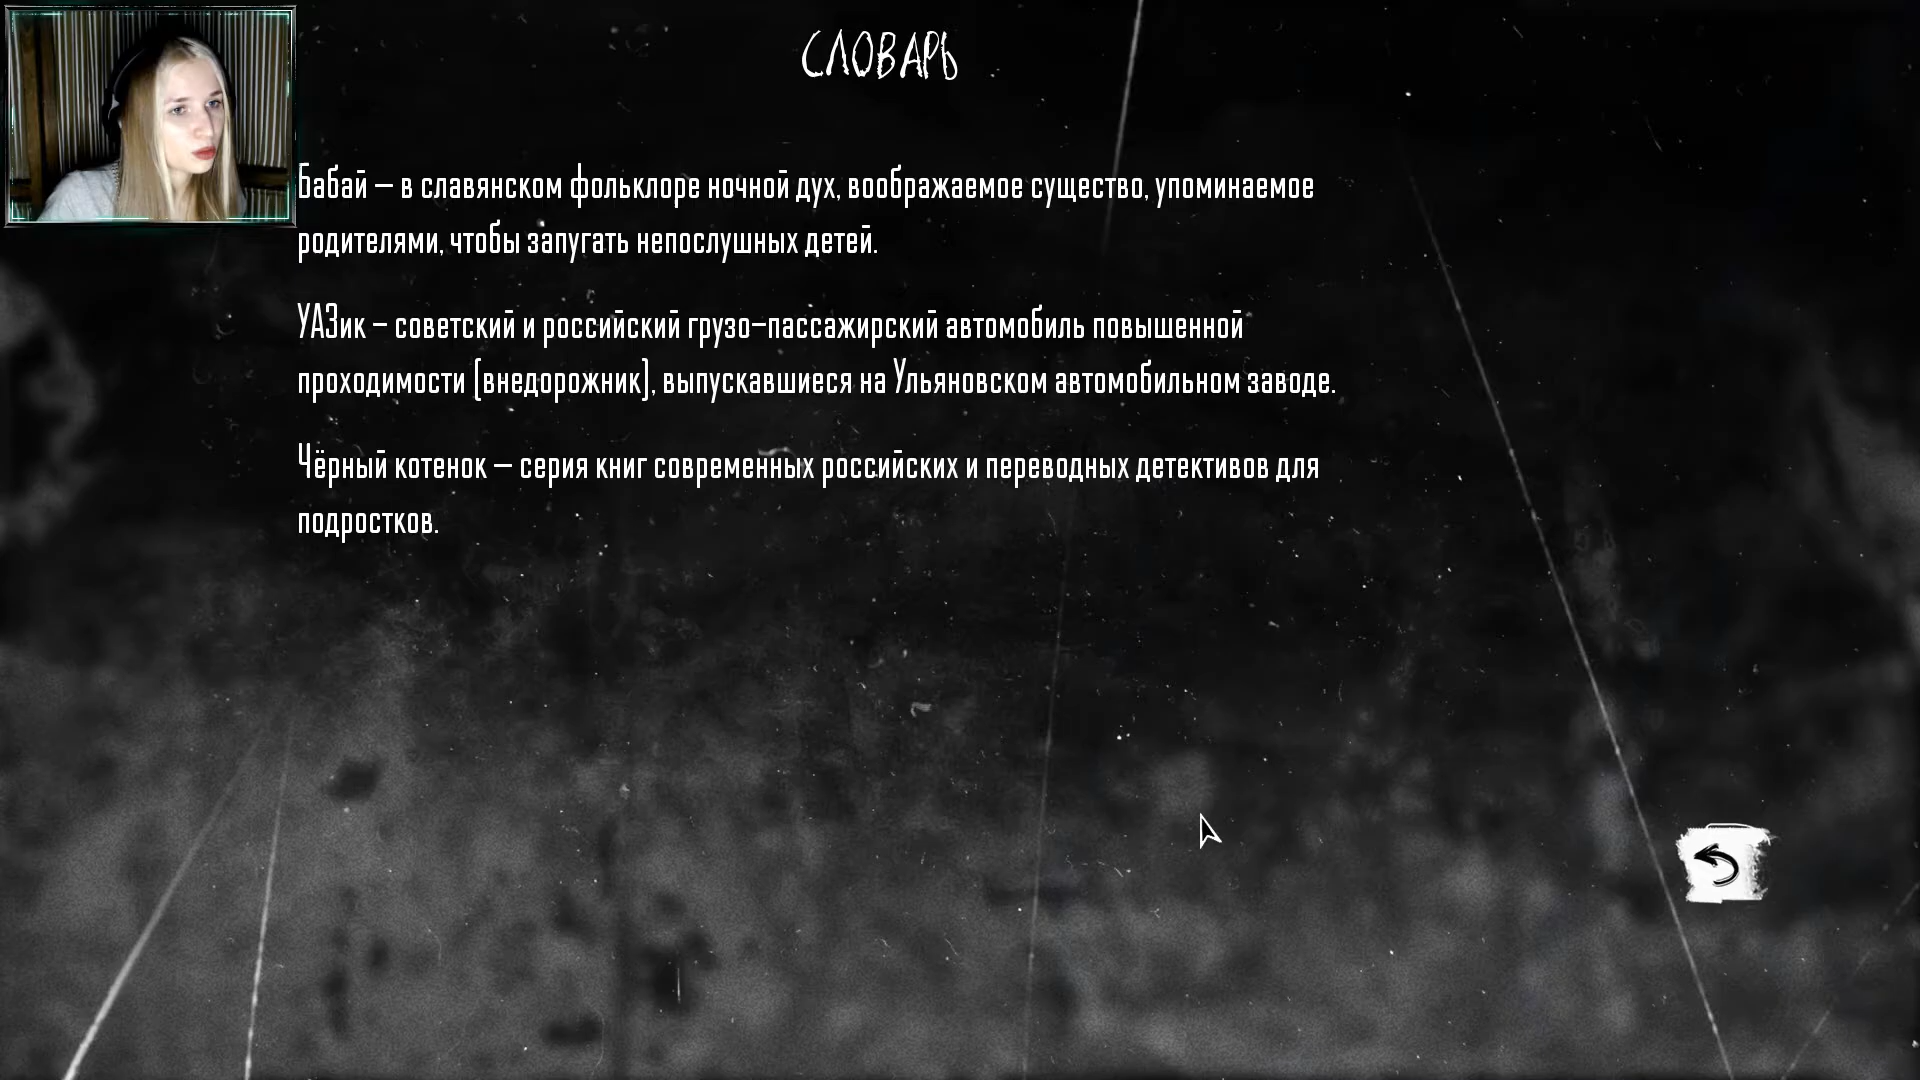 СЛОВАРЬ
Бабай — в славянском фольклоре ночной дух, воображаемое существо, упоминаемое
родителями, чтобы запугать непослушных детей.
УАЗик – советский и российский грузо–пассажирский автомобиль повышенной
проходимости (внедорожник), выпускавшиеся на Ульяновском автомобильном заводе.
Чёрный котенок — серия книг современных российских и переводных детективов для
подростков.